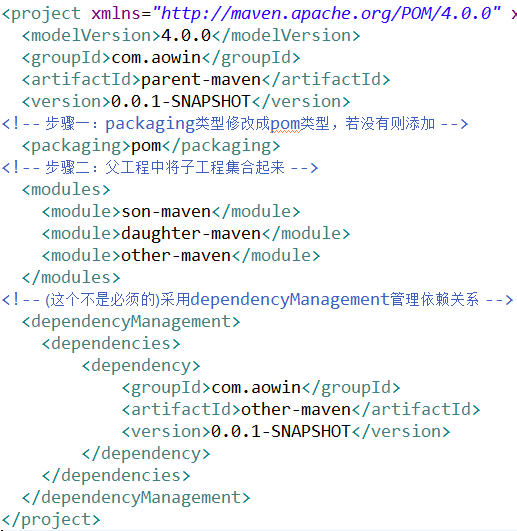 <project xmlns="http://maven.apache.org/POM/4.0.0" x
<modelVersion>4.0.0</modelVersion>
<groupId>com.aowin</groupId>
<artifactId>parent-maven</artifactId>
<version>0.0.1-SNAPSHOT</version>
<!-- 步骤一：packaging类型修改成pom类型，若没有则添加 -->
<packaging>pom</packaging>
<!-- 步骤二：父工程中将子工程集合起来 -->
<modules>
<module>son-maven</module>
<module>daughter-maven</module>
<module>other-maven</module>
</modules>
<!-- (这个不是必须的)采用dependencyManagement管理依赖关系 -->
<dependencyManagement>
<dependencies>
<dependency>
<groupId>com.aowin</groupId>
<artifactId>other-maven</artifactId>
<version>0.0.1-SNAPSHOT</version>
</dependency>
</dependencies>
</dependencyManagement>
</project>